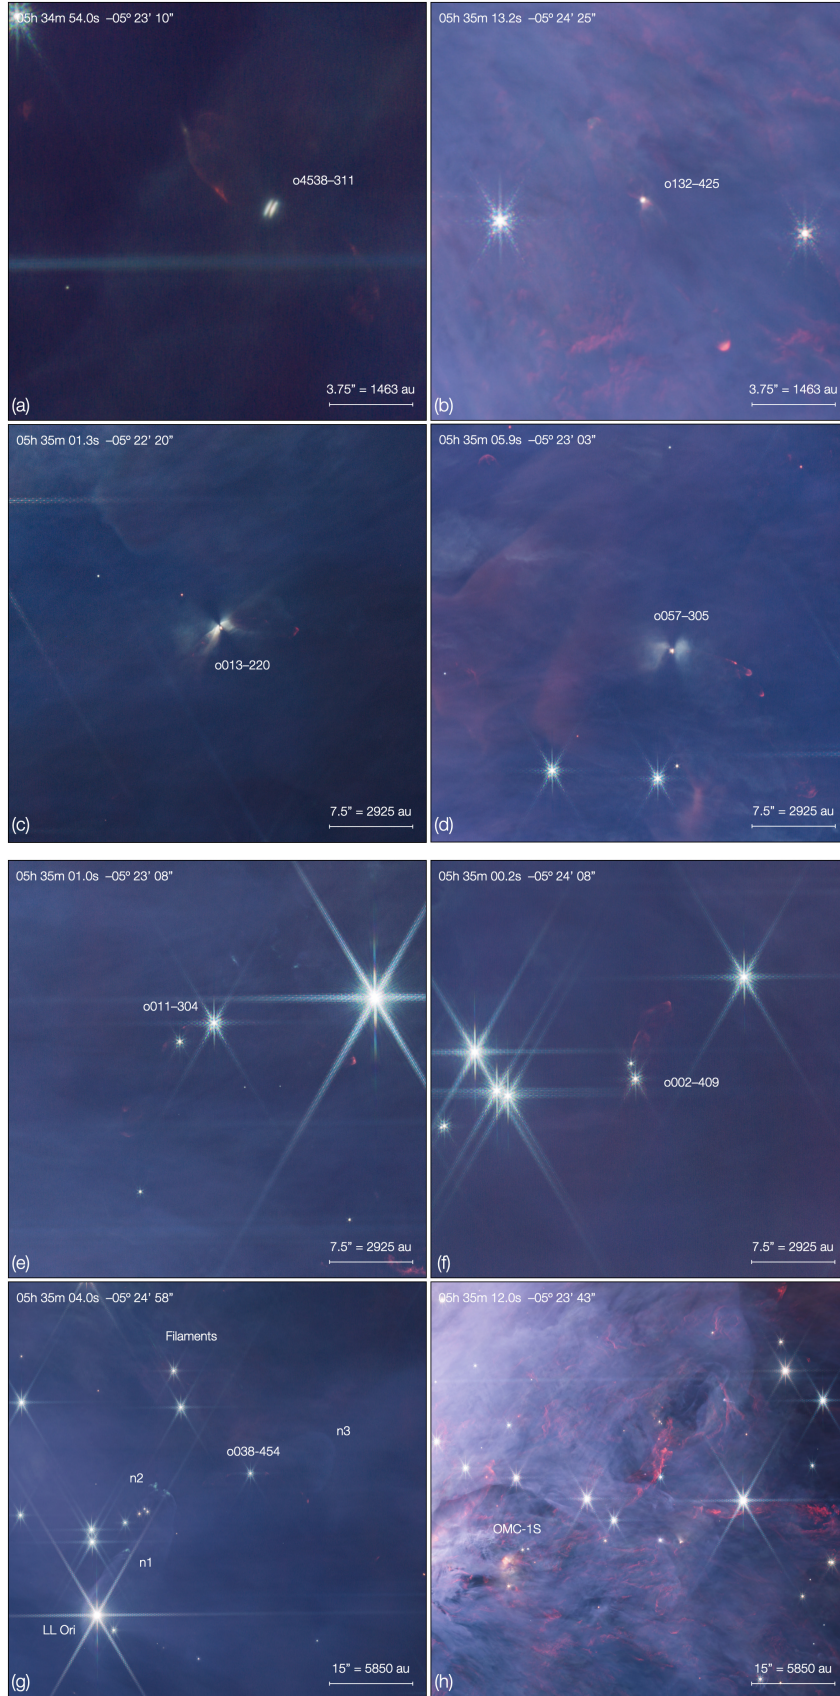 05h 34m 54.0s –05º 23’ 10”
o4538–311
3.75” = 1463 au
(a)
05h 35m 13.2s –05º 24’ 25”
o132–425
3.75” = 1463 au
(b)
05h 35m 01.3s –05º 22’ 20”
o013–220
7.5” = 2925 au
(c)
05h 35m 05.9s –05º 23’ 03”
o057–305
7.5” = 2925 au
(d)
05h 35m 01.0s –05º 23’ 08”
o011–304
7.5” = 2925 au
(e)
05h 35m 00.2s –05º 24’ 08”
o002–409
7.5” = 2925 au
(f)
05h 35m 04.0s –05º 24’ 58”
Filaments
n3
o038-454
n2
n1
LL Ori
15” = 5850 au
(g)
05h 35m 12.0s –05º 23’ 43”
OMC-1S
15” = 5850 au
(h)